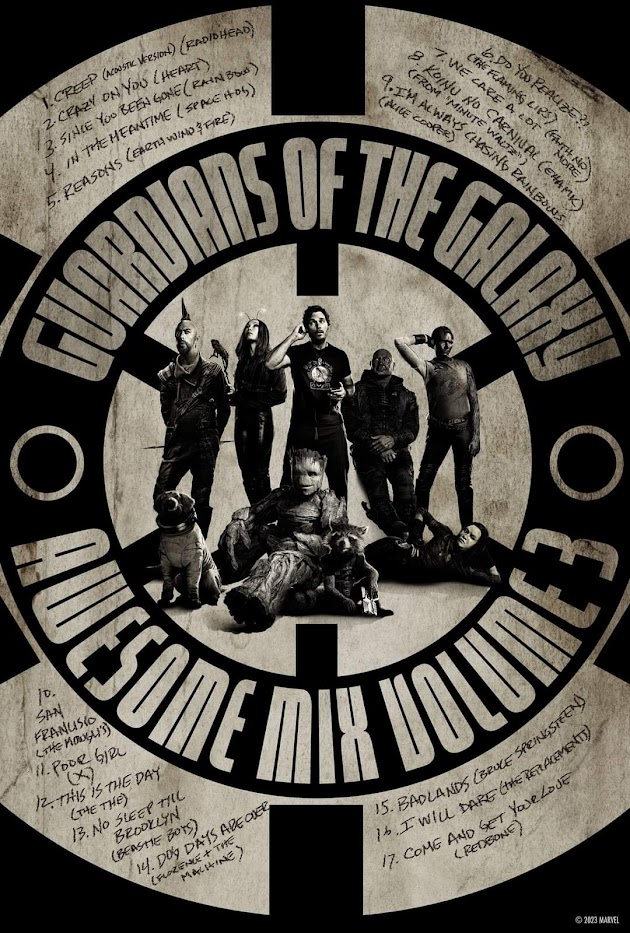 1. CREEP (ACOUSTIC VERSION) (RADIOHEAD)
2. CRAZY ON YOU (HEART)
3. SINCE YOU BEEN GONE (RAINBOW)
4. IN THE MEANTIME (SPACE HOG)
5. REASONS (EARTH WIND & FIRE)
6. DO YOU REALIZE??
(THE FLAMING LIPS)
7. WE CARE A LOT (FAITH NO
MORE)
8. KOINU NO CARNIVAL (EHAMIC)
(FROM "MINUTE WALTZ")
9. I'M ALWAYS CHASING RAINBOWS
(ALICE COOPER)
GUARDIANS OF THE GALAXY
AWESOME MIX VOLUME 3
10.
SAN
FRANCISCO
(THE MOWGLI'S)
11. POOR GIRL
(X)
12. THIS IS THE DAY
(THE THE)
13. NO SLEEP TILL
BROOKLYN
(BEASTIE BOYS)
14. DOG DAYS ARE OVER
(FLORENCE + THE
MACHINE)
15. BADLANDS (BRUCE SPRINGSTEEN)
16. I WILL DARE (THE REPLACEMENTS)
17. COME AND GET YOUR LOVE
(REDBONE)
© 2023 MARVEL